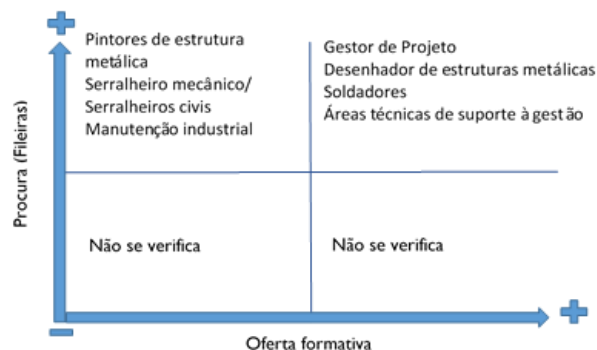 Pintores de estrutura
metálica
Serralheiro mecânico/
Serralheiros civis
Manutenção industrial
Gestor de Projeto
Desenhador de estruturas metálicas
Soldadores
Áreas técnicas de suporte à gestão
Procura (Fileiras)
Não se verifica
Não se verifica
Oferta formativa